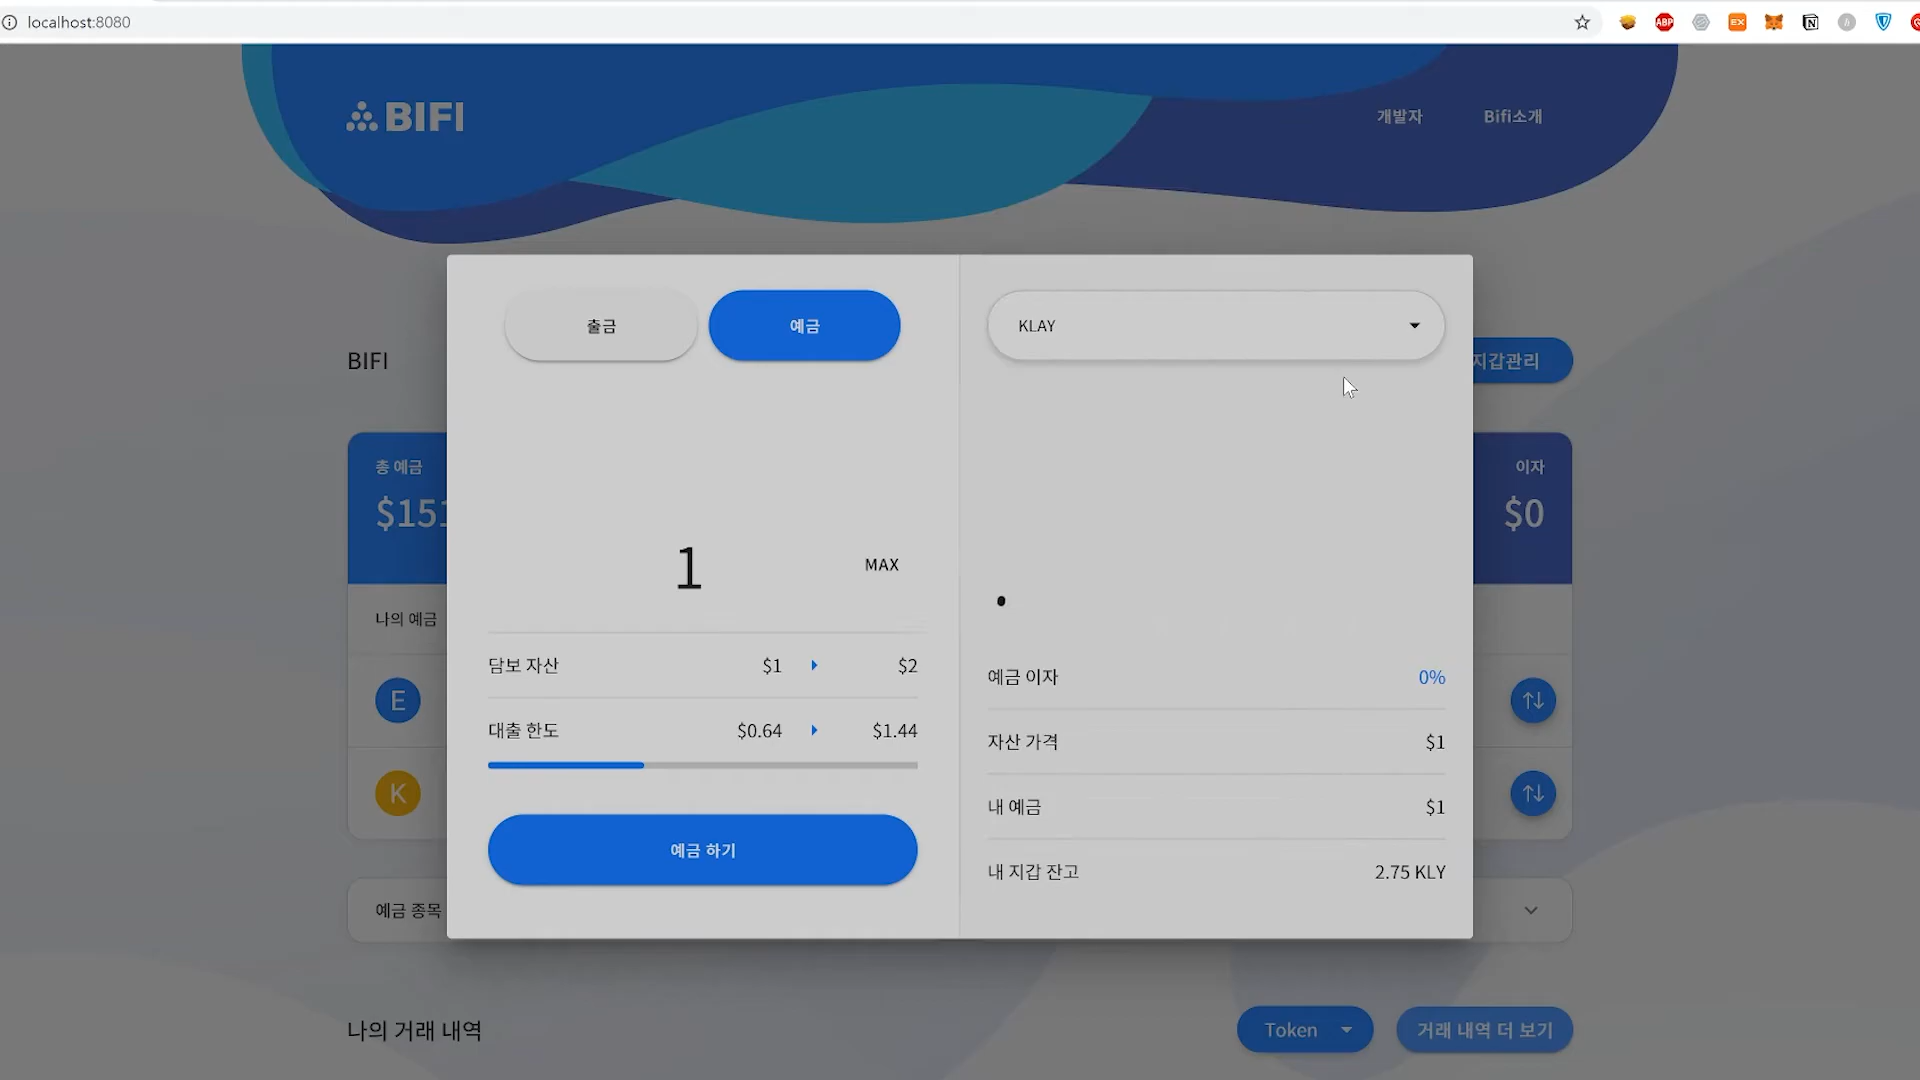 localhost:8080
ABP
EX
N
BIFI
개발자
Bifi소개
BIFI
지갑관리
출금
예금
KLAY
총 예금
$151
이자
$0
1
MAX
나의 예금
담보 자산 $1 $2
예금 이자 0%
E
대출 한도 $0.64 $1.44
자산 가격 $1
K
내 예금 $1
예금 하기
내 지갑 잔고 2.75 KLY
예금 종목
나의 거래 내역
Token
거래 내역 더 보기